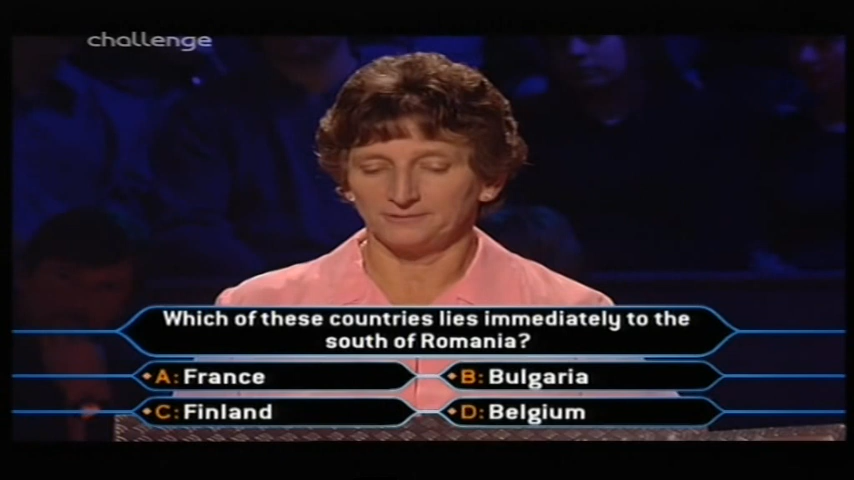 challenge
Which of these countries lies immediately to the
south of Romania?
A: France
B: Bulgaria
C: Finland
D: Belgium